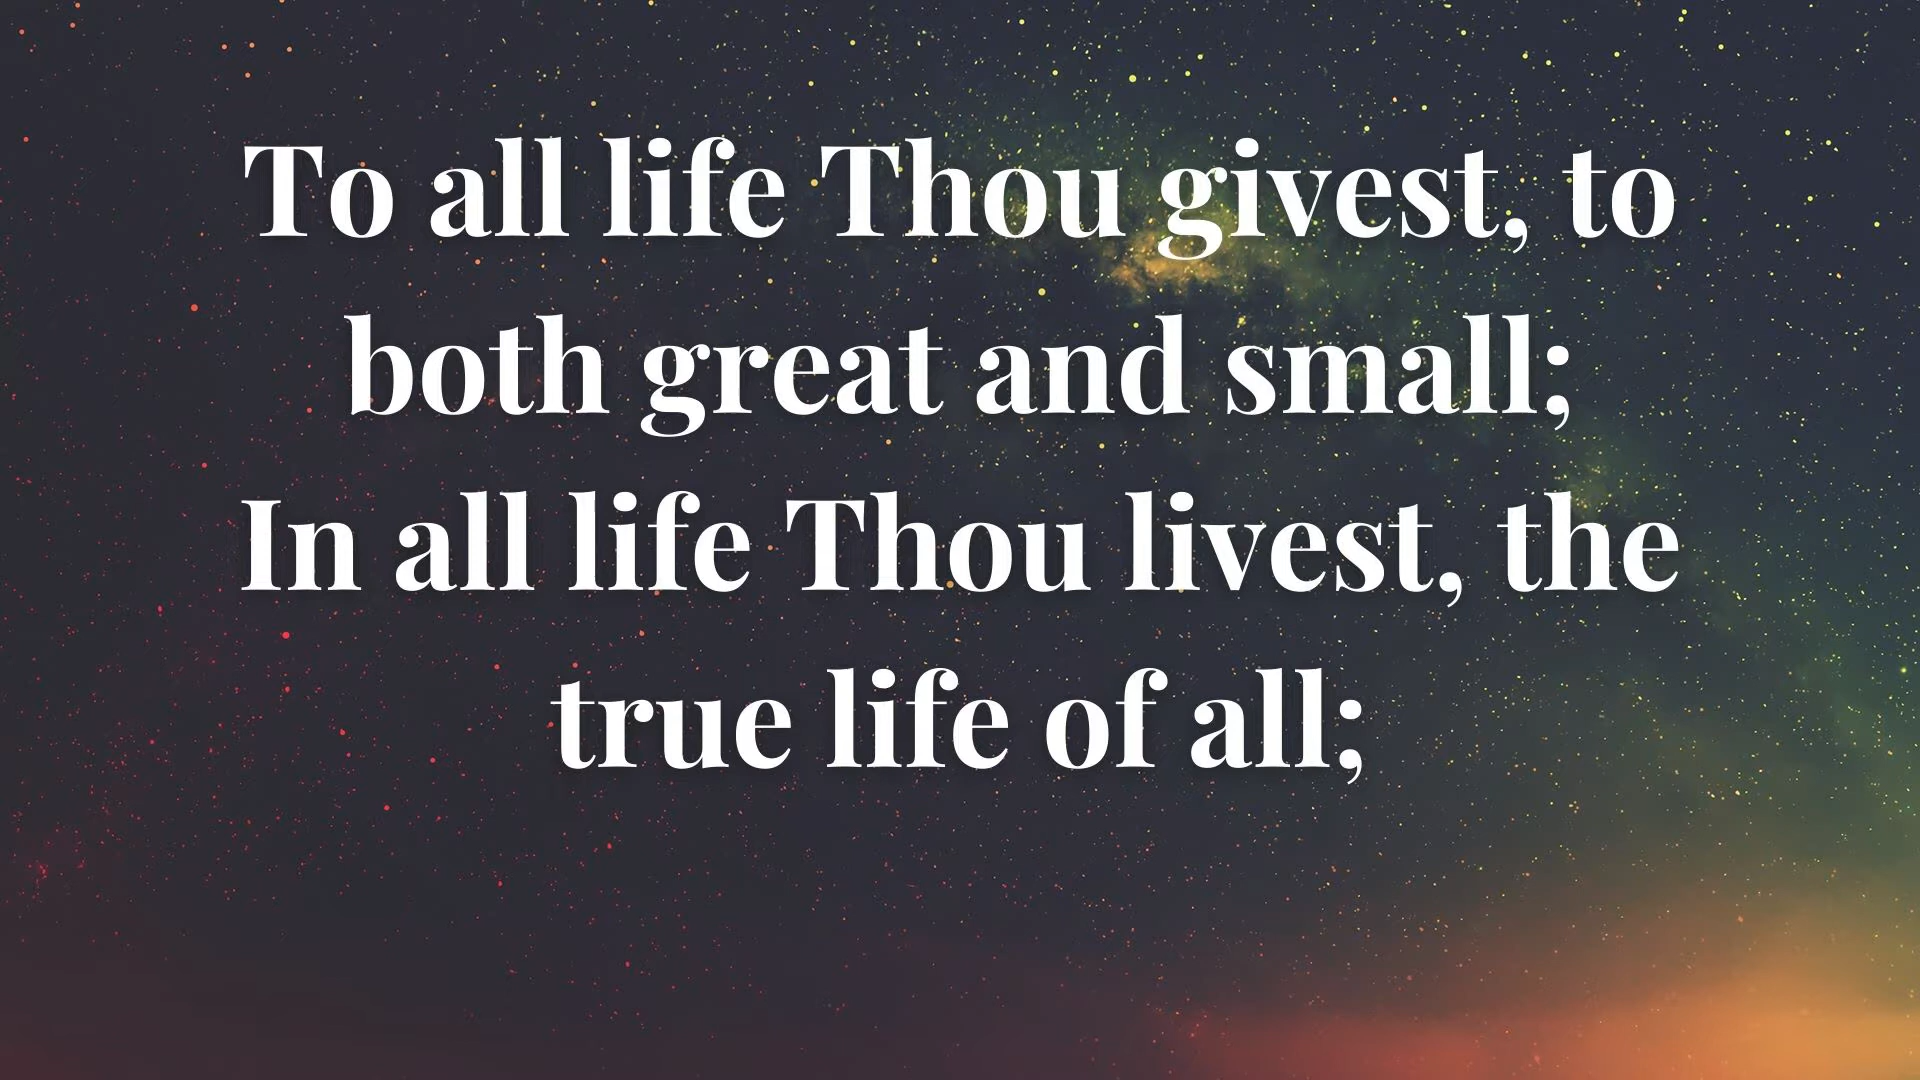 To all life Thou givest, to
both great and small;
In all life Thou livest, the
true life of all;